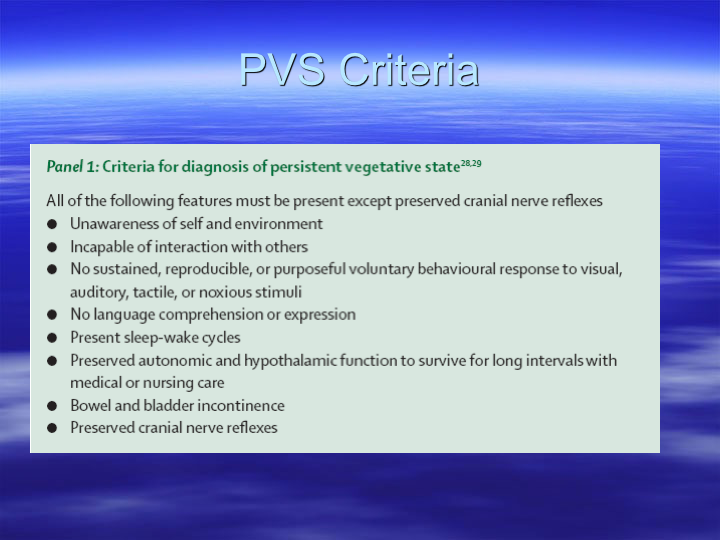 PVS Criteria
Panel 1: Criteria for diagnosis of persistent vegetative state28,29
All of the following features must be present except preserved cranial nerve reflexes
● Unawareness of self and environment
● Incapable of interaction with others
● No sustained, reproducible, or purposeful voluntary behavioural response to visual,
auditory, tactile, or noxious stimuli
● No language comprehension or expression
● Present sleep-wake cycles
● Preserved autonomic and hypothalamic function to survive for long intervals with
medical or nursing care
● Bowel and bladder incontinence
● Preserved cranial nerve reflexes